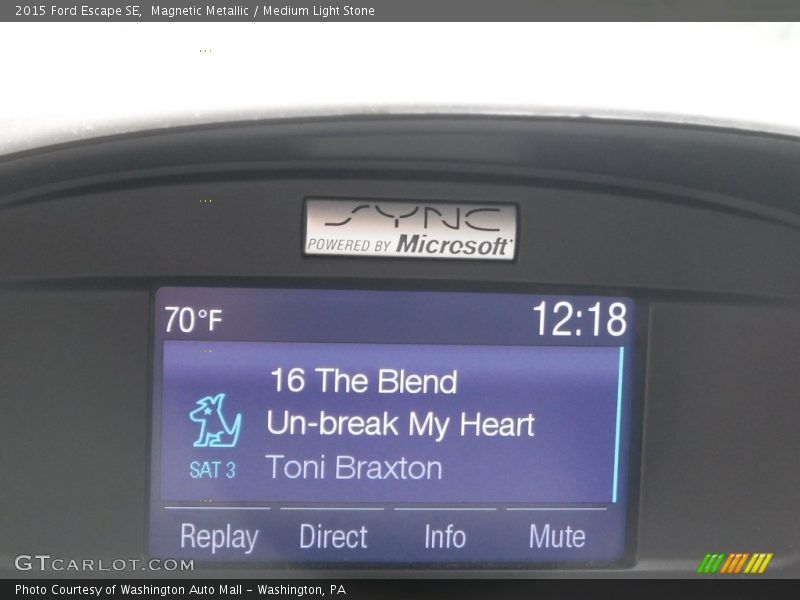 2015 Ford Escape SE,  Magnetic Metallic / Medium Light Stone
SYNC
POWERED BY Microsoft
70°F 12:18
16 The Blend
Un-break My Heart
SAT 3 Toni Braxton
Replay Direct Info Mute
GTCARLOT.COM
Photo Courtesy of Washington Auto Mall - Washington, PA